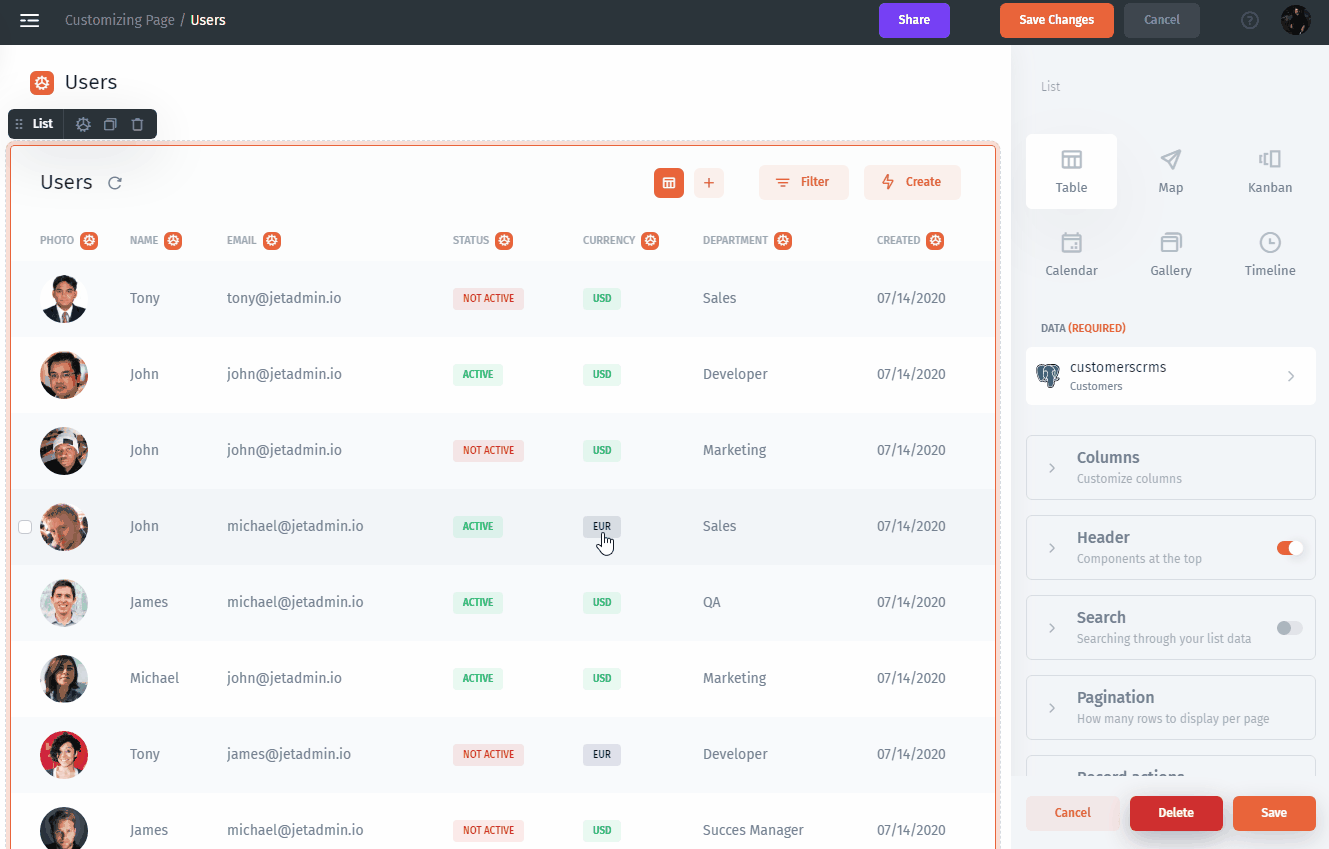 Customizing Page / Users
Share
Save Changes
Cancel
?
Users
List
Users
Filter
Create
PHOTO NAME EMAIL STATUS CURRENCY DEPARTMENT CREATED
Tony tony@jetadmin.io NOT ACTIVE USD Sales 07/14/2020
John john@jetadmin.io ACTIVE USD Developer 07/14/2020
John john@jetadmin.io NOT ACTIVE USD Marketing 07/14/2020
John michael@jetadmin.io ACTIVE EUR Sales 07/14/2020
James michael@jetadmin.io ACTIVE USD QA 07/14/2020
Michael john@jetadmin.io ACTIVE USD Marketing 07/14/2020
Tony james@jetadmin.io NOT ACTIVE EUR Developer 07/14/2020
James michael@jetadmin.io NOT ACTIVE USD Succes Manager 07/14/2020
List
Table
Map
Kanban
Calendar
Gallery
Timeline
DATA (REQUIRED)
customerscrms
Customers
Columns
Customize columns
Header
Components at the top
Search
Searching through your list data
Pagination
How many rows to display per page
Record actions
Cancel
Delete
Save